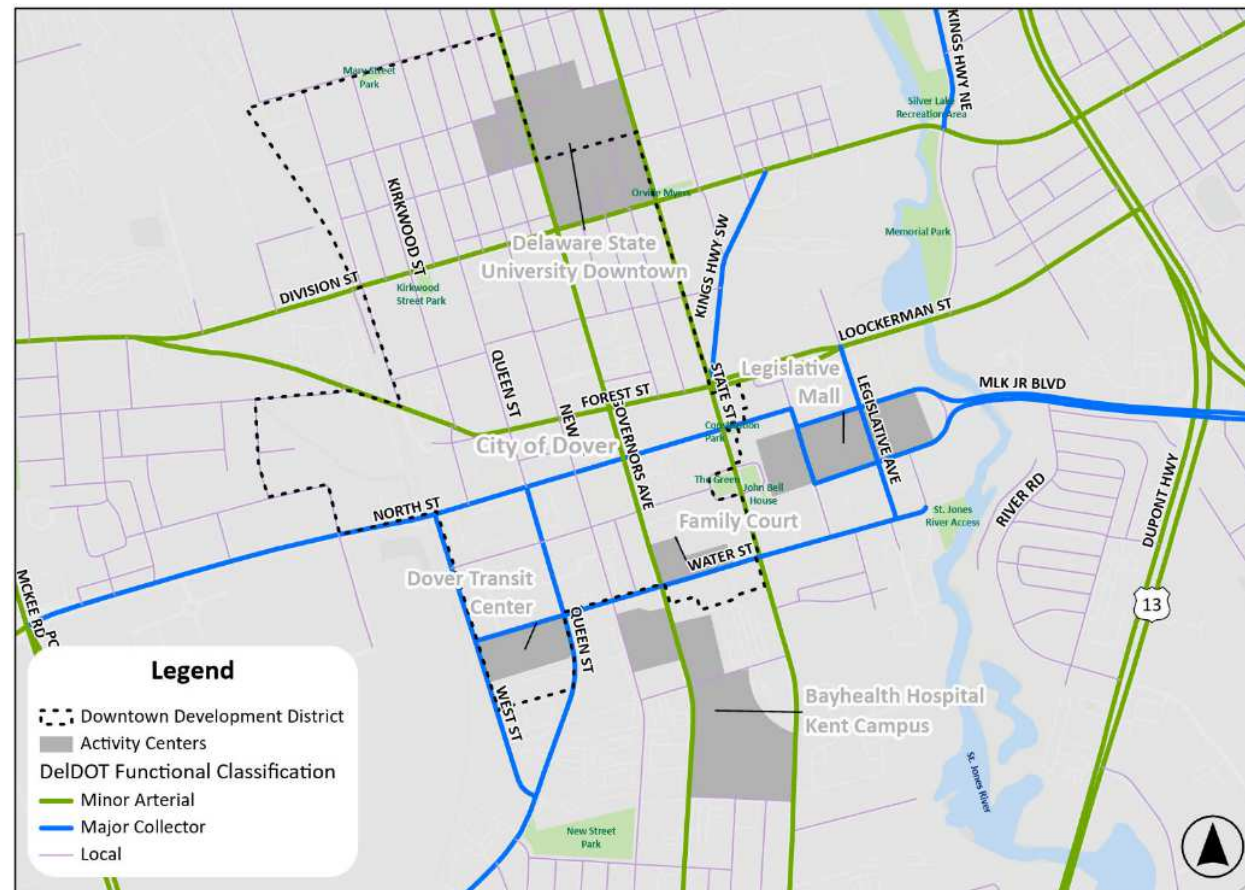 KINGS HWY NE
Mary Street
Park
Silver Lake
Recreation Area
KIRKWOOD ST
Orville Myers
Memorial Park
Delaware State
University Downtown
KINGS HWY SW
DIVISION ST
Kirkwood
Street Park
LOOCKERMAN ST
QUEEN ST
Legislative
Mall
STATE ST
LEGISLATIVE AVE
MLK JR BLVD
FOREST ST
NEW
GOVERNORS AVE
City of Dover
Constitution
Park
The Green
John Bell
House
NORTH ST
Family Court
St. Jones
River Access
RIVER RD
DUPONT HWY
WATER ST
Dover Transit
Center
MCKEE RD
QUEEN ST
13
WEST ST
Bayhealth Hospital
Kent Campus
St. Jones River
New Street
Park
Legend
Downtown Development District
Activity Centers
DelDOT Functional Classification
Minor Arterial
Major Collector
Local